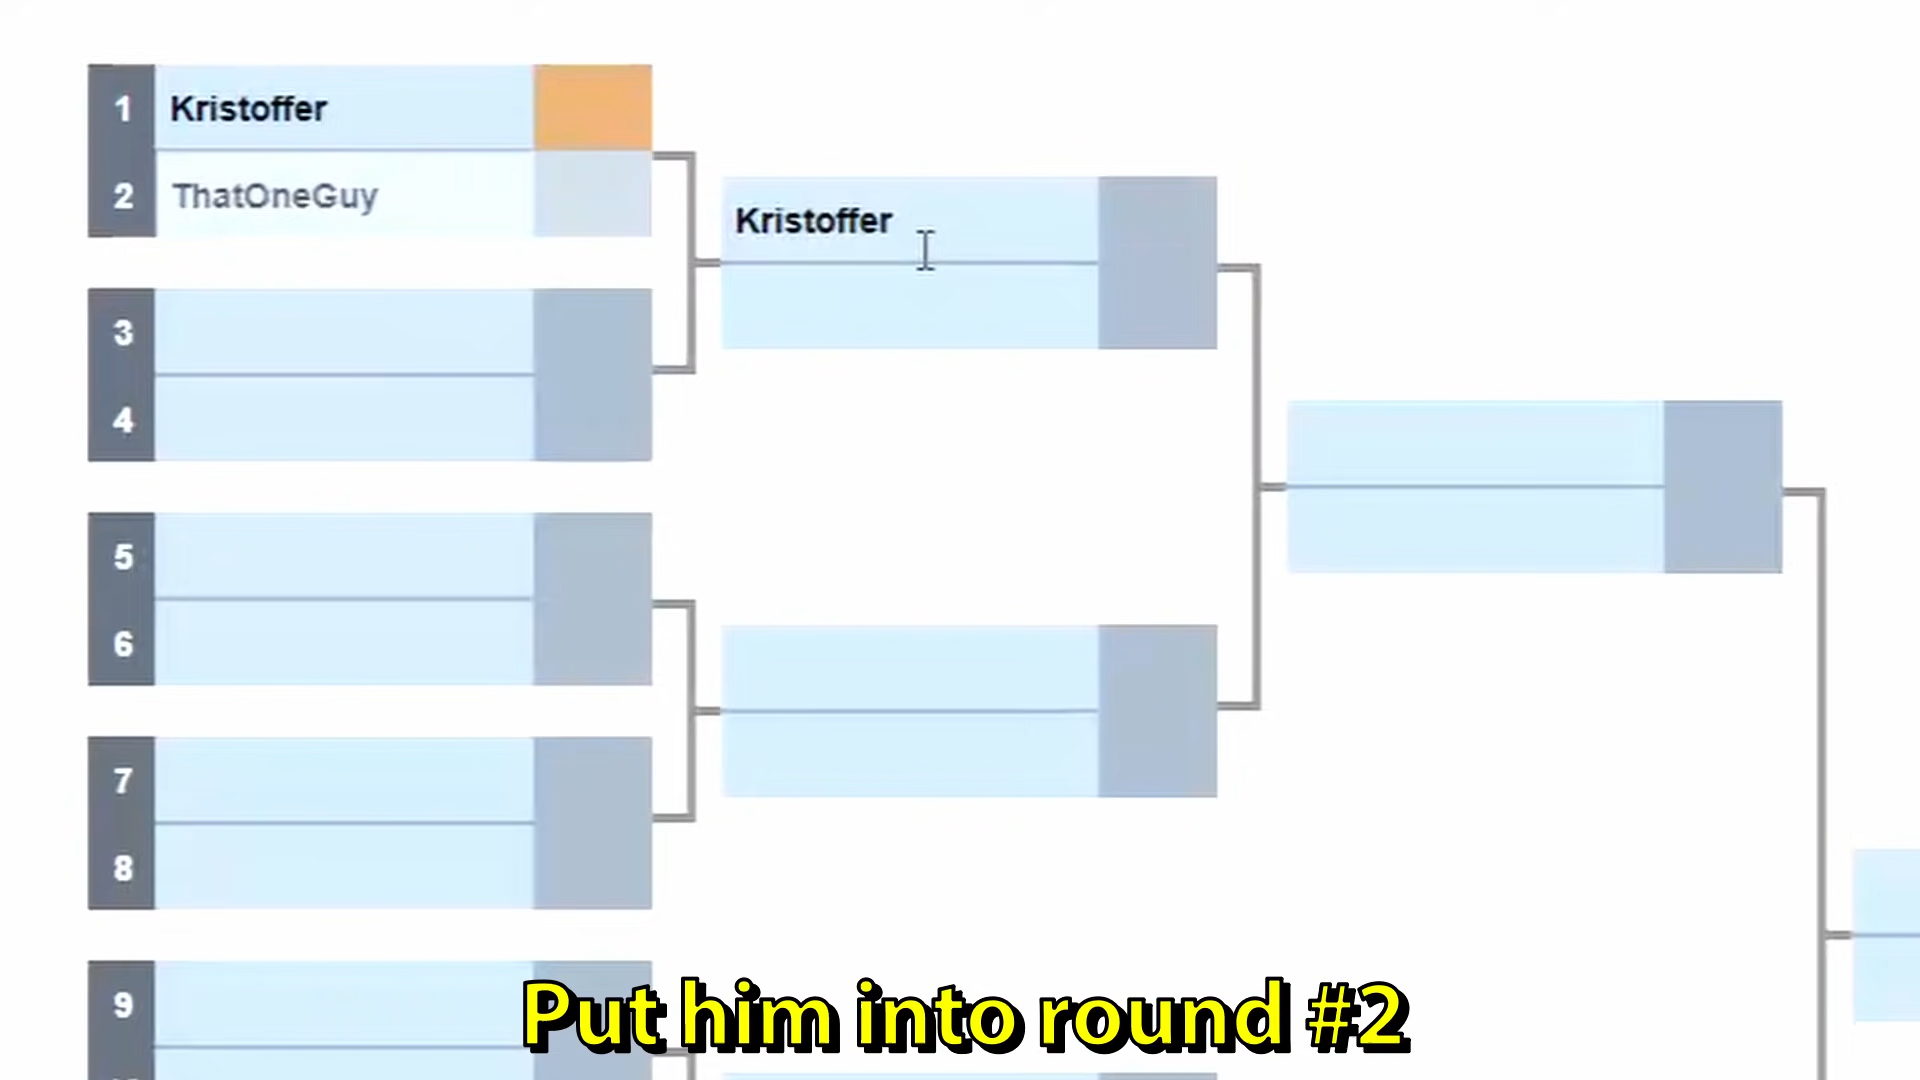 1 Kristoffer
2 ThatOneGuy
Kristoffer
3
4
5
6
7
8
9
Put him into round #2